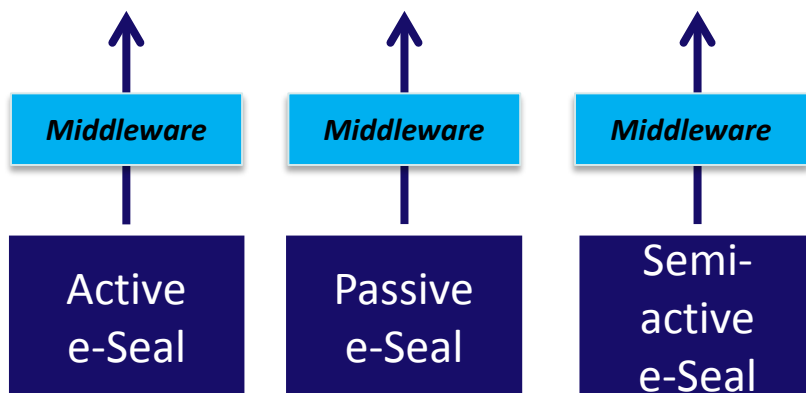 Middleware
Middleware
Middleware
Active
e-Seal
Passive
e-Seal
Semi-
active
e-Seal